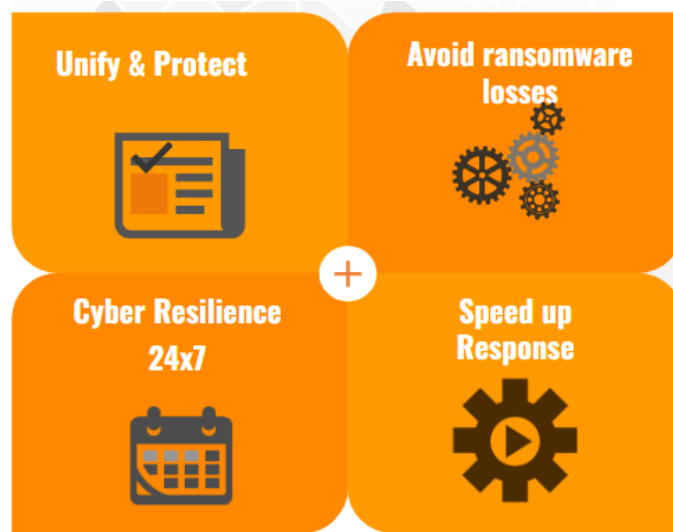 Unify & Protect
Avoid ransomware
losses
Cyber Resilience
24x7
Speed up
Response